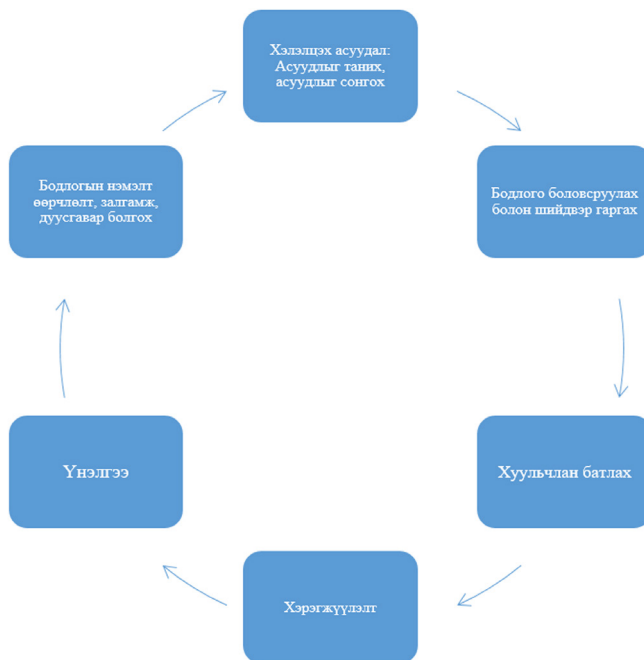 Хэлэлцэх асуудал:
Асуудлыг таних,
асуудлыг сонгох
Бодлого боловсруулах
болон шийдвэр гаргах
Хуульчлан батлах
Хэрэгжүүлэлт
Үнэлгээ
Бодлогын нэмэлт
өөрчлөлт, залгамж,
дуусгавар болгох